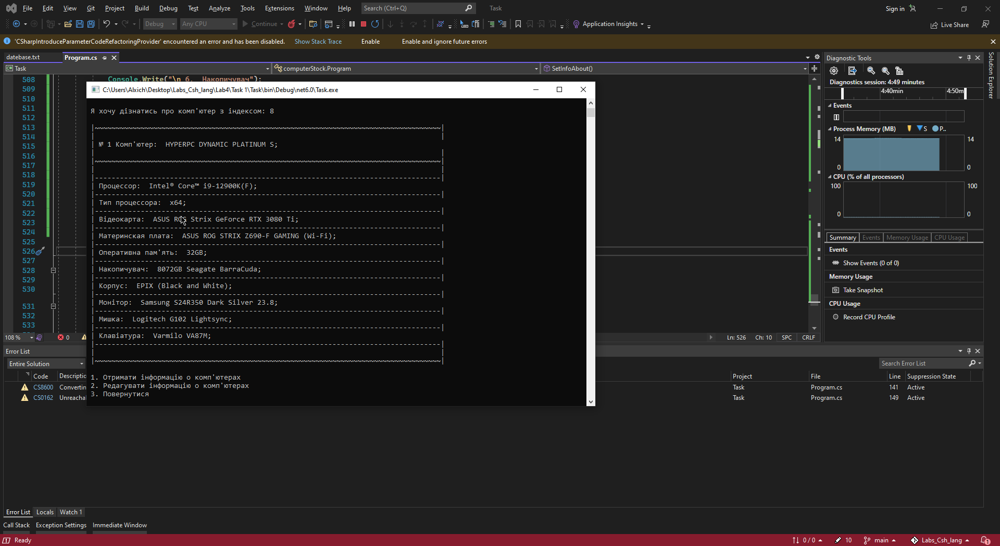 File Edit View Git Project Build Debug Test Analyze Tools Extensions Window Help Search (Ctrl+Q) Task Sign in
Debug Any CPU Continue Application Insights Live Share
'CSharpIntroduceParameterCodeRefactoringProvider' encountered an error and has been disabled. Show Stack Trace Enable Enable and ignore future errors
datebase.txt Program.cs
C# Task computerStock.Program SetInfoAbout()
508 Console.Write("\n 6. Накопичувач");
509
510
511
512
513
514
515
516
517
518
519
520
521
522
523
524
525
526
527
528
529
530
531
532
533
C:\Users\Alxich\Desktop\Labs_Csh_lang\Lab4\Task 1\Task\bin\Debug\net6.0\Task.exe
Я хочу дізнатись про комп'ютер з індексом: 8
|~~~~~~~~~~~~~~~~~~~~~~~~~~~~~~~~~~~~~~~~~~~~~~~~~~~~~~~~~~~~~~~~~~~~~~~~~~~~~~~~~~~|
| № 1 Комп'ютер:  HYPERPC DYNAMIC PLATINUM S;
|~~~~~~~~~~~~~~~~~~~~~~~~~~~~~~~~~~~~~~~~~~~~~~~~~~~~~~~~~~~~~~~~~~~~~~~~~~~~~~~~~~~|
|-----------------------------------------------------------------------------------|
| Процессор:  Intel® Core™ i9-12900K(F);
|-----------------------------------------------------------------------------------|
| Тип процессора:  x64;
|-----------------------------------------------------------------------------------|
| Відеокарта:  ASUS ROG Strix GeForce RTX 3080 Ti;
|-----------------------------------------------------------------------------------|
| Материнская плата:  ASUS ROG STRIX Z690-F GAMING (Wi-Fi);
|-----------------------------------------------------------------------------------|
| Оперативна пам'ять:  32GB;
|-----------------------------------------------------------------------------------|
| Накопичувач:  8072GB Seagate BarraCuda;
|-----------------------------------------------------------------------------------|
| Корпус:  EPIX (Black and White);
|-----------------------------------------------------------------------------------|
| Монітор:  Samsung S24R350 Dark Silver 23.8;
|-----------------------------------------------------------------------------------|
| Мишка:  Logitech G102 Lightsync;
|-----------------------------------------------------------------------------------|
| Клавіатура:  Varmilo VA87M;
|-----------------------------------------------------------------------------------|
|~~~~~~~~~~~~~~~~~~~~~~~~~~~~~~~~~~~~~~~~~~~~~~~~~~~~~~~~~~~~~~~~~~~~~~~~~~~~~~~~~~~|
1. Отримати інформацію о комп'ютерах
2. Редагувати інформацію о комп'ютерах
3. Повернутися
108 % 0 Ln: 526 Ch: 10 SPC CRLF
Diagnostic Tools
Diagnostics session: 4:49 minutes
4:40min 4:50m
Events
Process Memory (MB) S P..
14 14
0 0
CPU (% of all processors)
100 100
0 0
Summary Events Memory Usage CPU Usage
Events
Show Events (0 of 0)
Memory Usage
Take Snapshot
CPU Usage
Record CPU Profile
Solution Explorer
Error List
Entire Solution Search Error List
Code Descriptio Project File Line Suppression State
CS8600 Convertin Task Program.cs 141 Active
CS0162 Unreacha Task Program.cs 149 Active
Error List Locals Watch 1
Call Stack Exception Settings Immediate Window
Ready 0 / 0 10 main Labs_Csh_lang 1